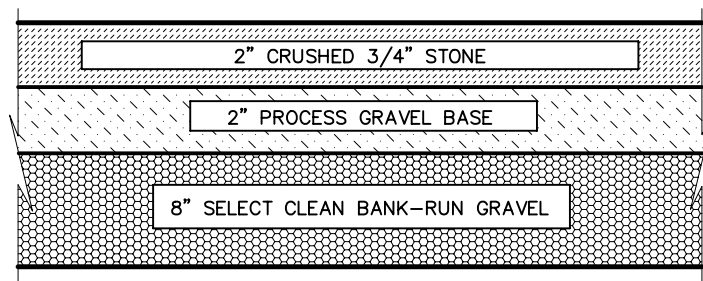 2” CRUSHED 3/4” STONE
2” PROCESS GRAVEL BASE
8” SELECT CLEAN BANK-RUN GRAVEL